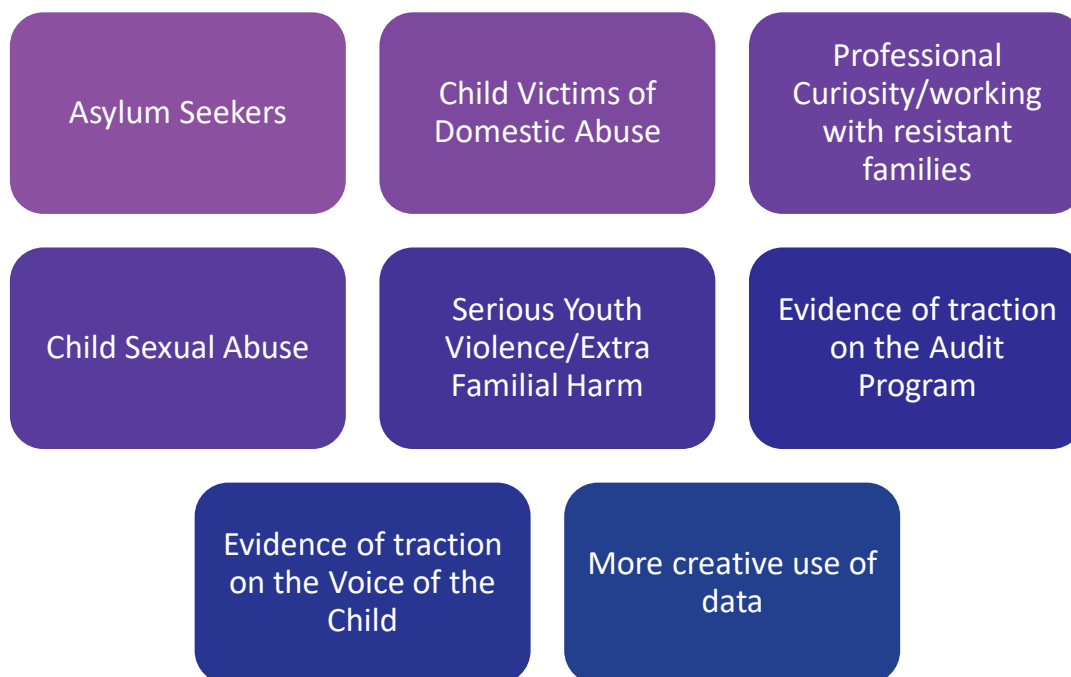 Asylum Seekers
Child Victims of
Domestic Abuse
Professional
Curiosity/working
with resistant
families
Child Sexual Abuse
Serious Youth
Violence/Extra
Familial Harm
Evidence of traction
on the Audit
Program
Evidence of traction
on the Voice of the
Child
More creative use of
data